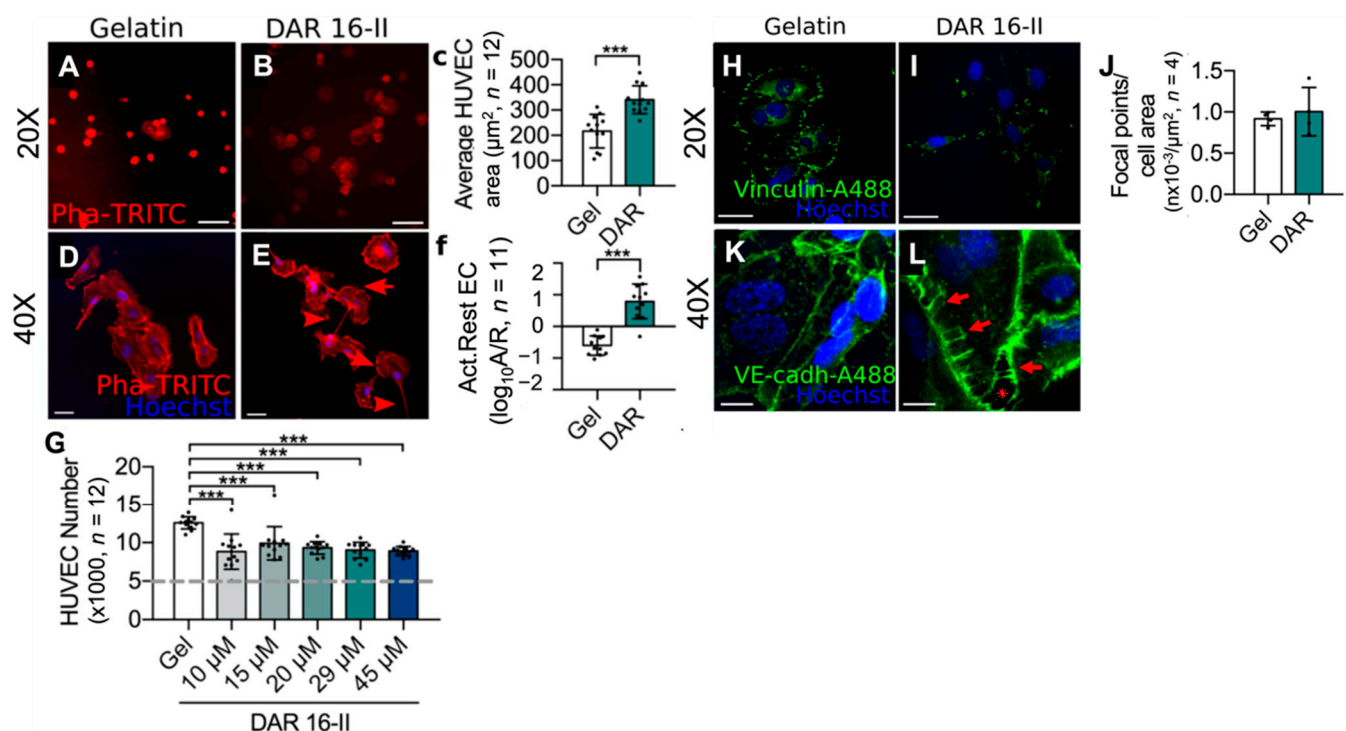 Gelatin DAR 16-II
20X
A
B
Pha-TRITC
c
Average HUVEC
area (µm², n = 12)
500
400
300
200
100
0
***
Gel
DAR
40X
D
E
Pha-TRITC
Hoechst
f
Act.Rest EC
(log₁₀A/R, n = 11)
2
1
0
−1
−2
***
Gel
DAR
G
HUVEC Number
(x1000, n = 12)
20
15
10
5
0
***
***
***
***
***
Gel
10 µM
15 µM
20 µM
29 µM
45 µM
DAR 16-II
Gelatin DAR 16-II
20X
H
I
Vinculin-A488
Höechst
J
Focal points/
cell area
(nx10-3/µm², n = 4)
1.5
1.0
0.5
0.0
Gel
DAR
40X
K
L
VE-cadh-A488
Hoechst
*